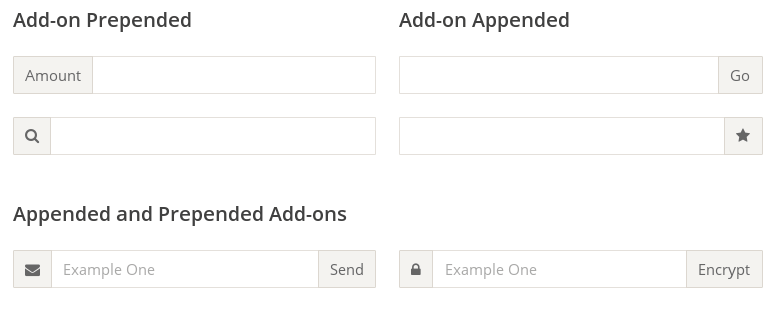 Add-on Prepended
Add-on Appended
Amount
Go
Appended and Prepended Add-ons
Example One
Send
Example One
Encrypt